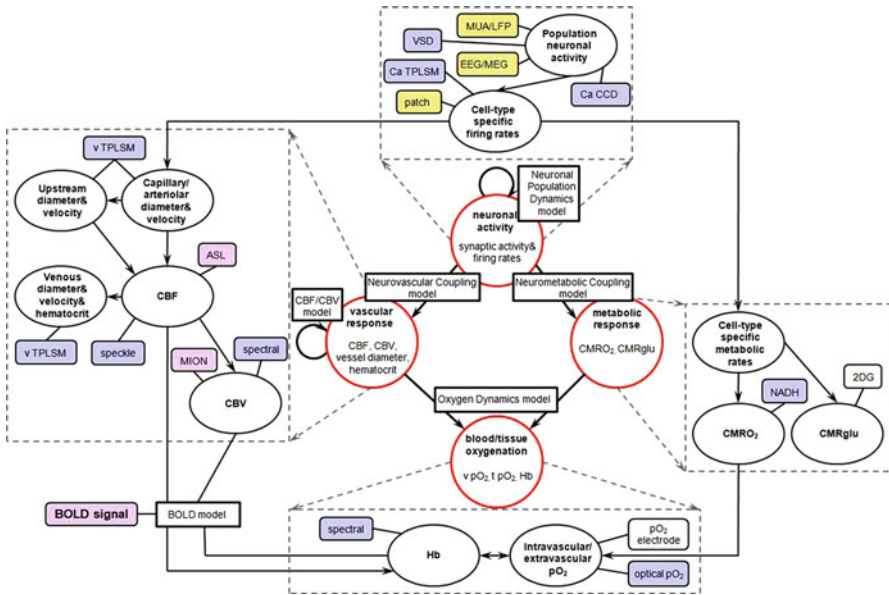 MUA/LFP
VSD
Population
neuronal
activity
EEG/MEG
Ca TPLSM
Ca CCD
patch
Cell-type
specific
firing rates
v TPLSM
Upstream
diameter&
velocity
Capillary/
arteriolar
diameter&
velocity
ASL
Venous
diameter&
velocity&
hematocrit
CBF
v TPLSM
speckle
MION
spectral
CBV
Neuronal
Population
Dynamics
model
neuronal
activity
synaptic activity&
firing rates
Neurovascular Coupling
model
Neurometabolic Coupling
model
CBF/CBV
model
vascular
response
CBF, CBV,
vessel diameter,
hematocrit
metabolic
response
CMRO₂, CMRglu
Cell-type
specific
metabolic
rates
2DG
NADH
CMRO₂
CMRglu
Oxygen Dynamics model
blood/tissue
oxygenation
v pO₂, t pO₂, Hb
BOLD signal
BOLD model
spectral
Hb
Intravascular/
extravascular
pO₂
pO₂
electrode
optical pO₂